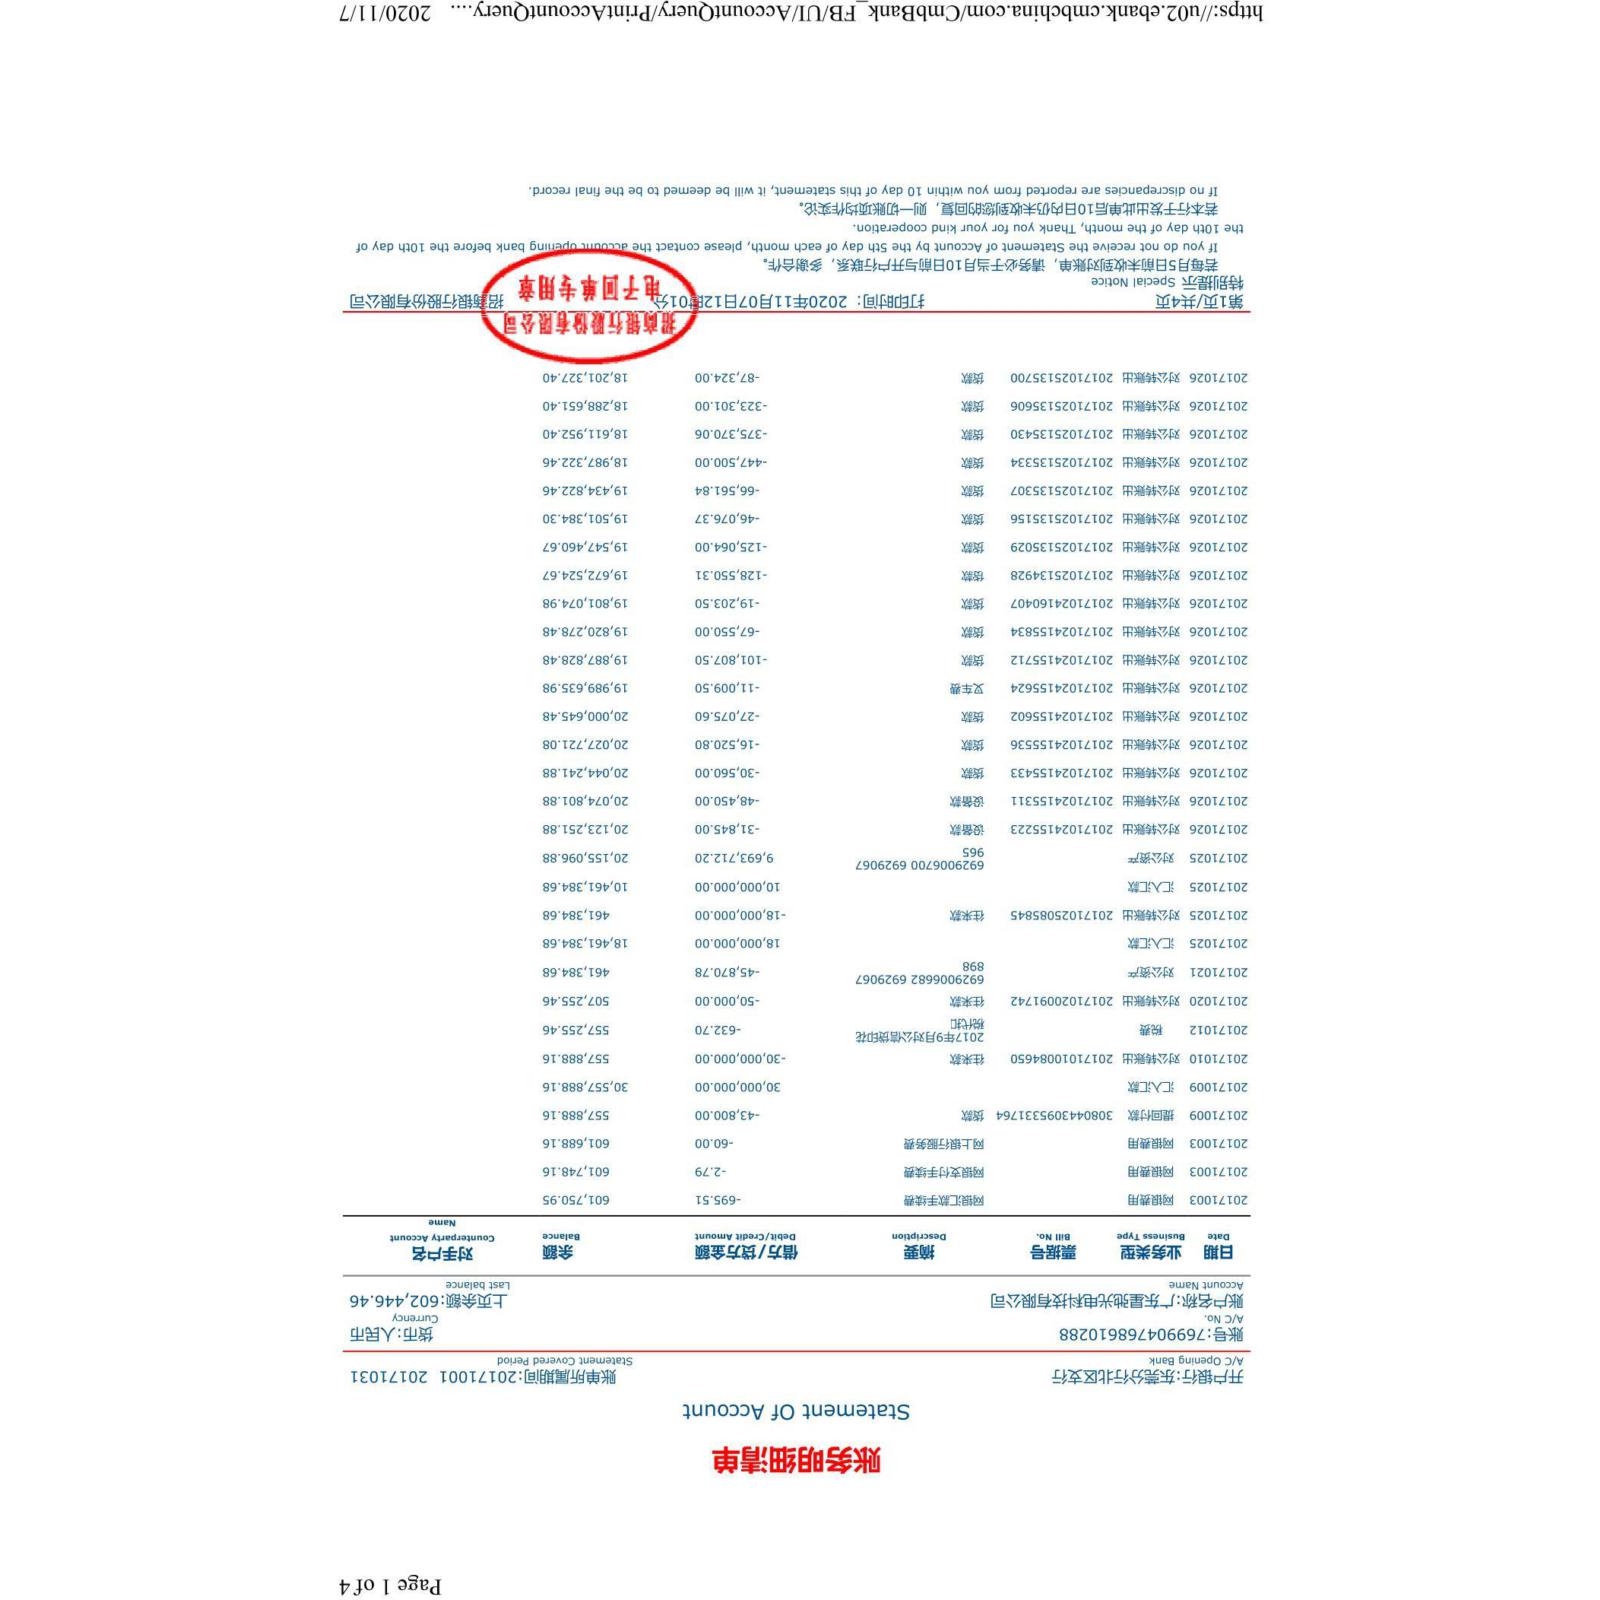 Page 1 of 4
账务明细清单
Statement Of Account
开户银行:东莞分行北区支行 账单所属期间:20171001 20171031
A/C Opening Bank Statement Covered Period
账号:769904768610288 货币:人民币
A/C No. Currency
账户名称:广东星弛光电科技有限公司 上页余额:602,446.46
Account Name Last balance
日期 业务类型 票据号 摘要 借方/贷方金额 余额 对手户名
Date Business Type Bill No. Description Debit/Credit Amount Balance Counterparty Account Name
20171003 网银费用 网银汇款手续费 -695.51 601,750.95
20171003 网银费用 网银支付手续费 -2.79 601,748.16
20171003 网银费用 网上银行服务费 -60.00 601,688.16
20171009 提回付款 3080443095331764 货款 -43,800.00 557,888.16
20171009 汇入汇款 30,000,000.00 30,557,888.16
20171010 对公转账出 20171010084650 往来款 -30,000,000.00 557,888.16
20171012 税费 2017年9月对公信贷印花税代扣 -632.70 557,255.46
20171020 对公转账出 20171020091742 往来款 -50,000.00 507,255.46
20171021 对公资产 6929006682 6929067898 -45,870.78 461,384.68
20171025 汇入汇款 18,000,000.00 18,461,384.68
20171025 对公转账出 20171025085845 往来款 -18,000,000.00 461,384.68
20171025 汇入汇款 10,000,000.00 10,461,384.68
20171025 对公资产 6929006700 6929067965 9,693,712.20 20,155,096.88
20171026 对公转账出 20171024155223 设备款 -31,845.00 20,123,251.88
20171026 对公转账出 20171024155311 设备款 -48,450.00 20,074,801.88
20171026 对公转账出 20171024155433 货款 -30,560.00 20,044,241.88
20171026 对公转账出 20171024155536 货款 -16,520.80 20,027,721.08
20171026 对公转账出 20171024155602 货款 -27,075.60 20,000,645.48
20171026 对公转账出 20171024155624 叉车费 -11,009.50 19,989,635.98
20171026 对公转账出 20171024155712 货款 -101,807.50 19,887,828.48
20171026 对公转账出 20171024155834 货款 -67,550.00 19,820,278.48
20171026 对公转账出 20171024160407 货款 -19,203.50 19,801,074.98
20171026 对公转账出 20171025134928 货款 -128,550.31 19,672,524.67
20171026 对公转账出 20171025135029 货款 -125,064.00 19,547,460.67
20171026 对公转账出 20171025135156 货款 -46,076.37 19,501,384.30
20171026 对公转账出 20171025135307 货款 -66,561.84 19,434,822.46
20171026 对公转账出 20171025135334 货款 -447,500.00 18,987,322.46
20171026 对公转账出 20171025135430 货款 -375,370.06 18,611,952.40
20171026 对公转账出 20171025135606 货款 -323,301.00 18,288,651.40
20171026 对公转账出 20171025135700 货款 -87,324.00 18,201,327.40
招商银行股份有限公司
电子回单专用章
第1页/共4页 打印时间: 2020年11月07日12时01分 招商银行股份有限公司
特别提示 Special Notice
若每月5日前未收到对账单, 请务必于当月10日前与开户行联系, 多谢合作。
If you do not receive the Statement of Account by the 5th day of each month, please contact the account opening bank before the 10th day of
the 10th day of the month, Thank you for your kind cooperation.
若本行于发出此单后10日内仍未收到您的回复, 则一切账项均作实论。
If no discrepancies are reported from you within 10 day of this statement, it will be deemed to be the final record.
https://u02.ebank.cmbchina.com/CmbBank_FB/UI/AccountQuery/PrintAccountQuery.... 2020/11/7